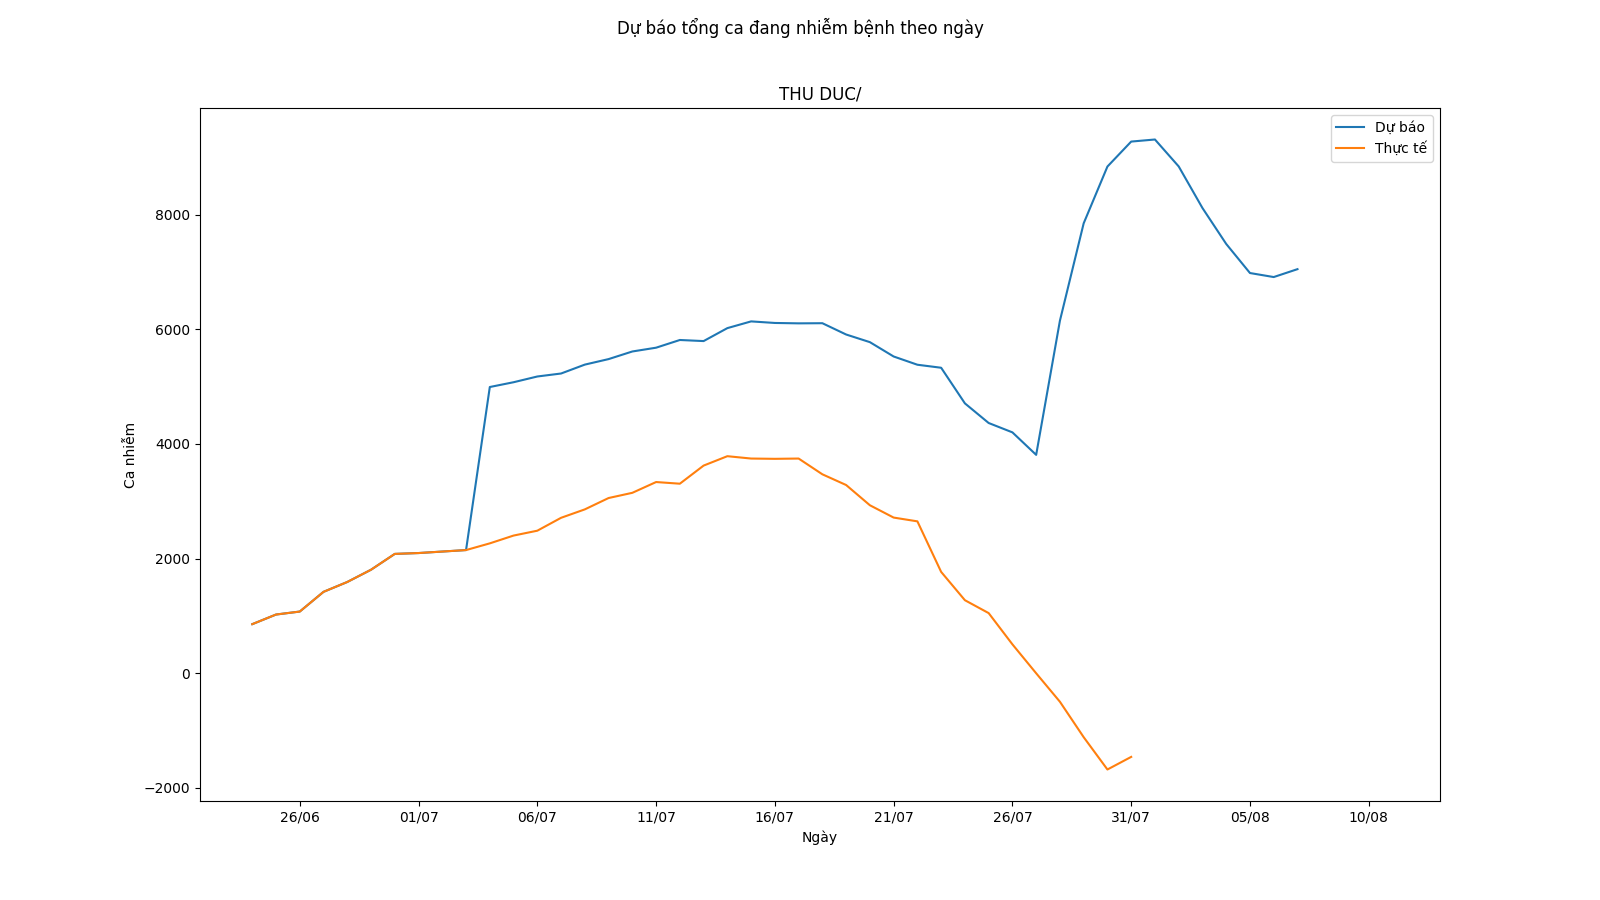 Dự báo tổng ca đang nhiễm bệnh theo ngày
THU DUC/
Dự báo
Thực tế
Ca nhiễm
8000
6000
4000
2000
0
−2000
26/06
01/07
06/07
11/07
16/07
21/07
26/07
31/07
05/08
10/08
Ngày